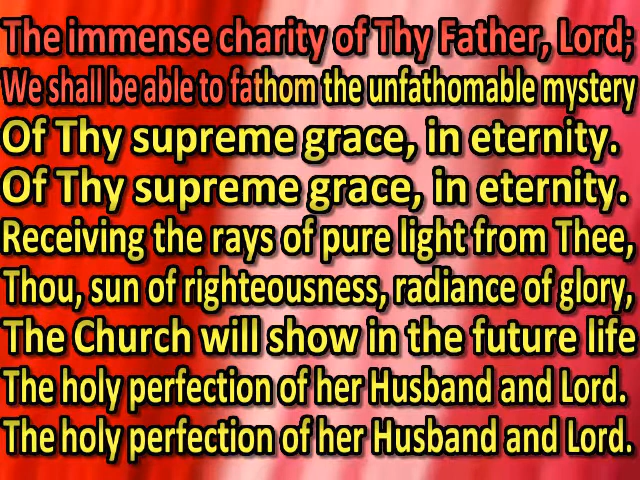 The immense charity of Thy Father, Lord;
We shall be able to fathom the unfathomable mystery
Of Thy supreme grace, in eternity.
Of Thy supreme grace, in eternity.
Receiving the rays of pure light from Thee,
Thou, sun of righteousness, radiance of glory,
The Church will show in the future life
The holy perfection of her Husband and Lord.
The holy perfection of her Husband and Lord.